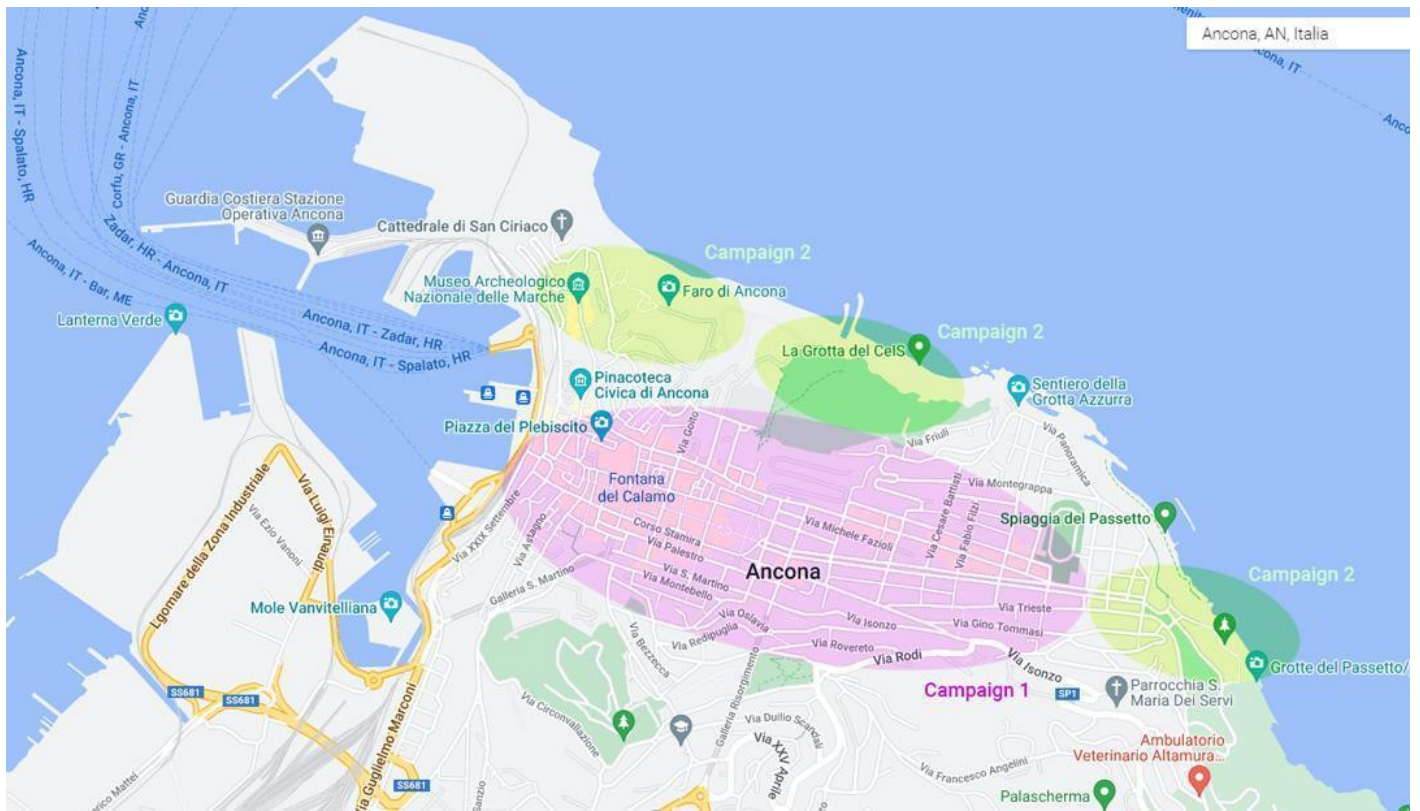 Ancona, AN, Italia
Ancona, IT
Ancona, IT - Spalato, HR
Corfu, GR - Ancona, IT
Zadar, HR - Ancona, IT
Ancona, IT - Bar, ME
Ancona, IT - Zadar, HR
Ancona, IT - Spalato, HR
Guardia Costiera Stazione
Operativa Ancona
Cattedrale di San Ciriaco
Campaign 2
Museo Archeologico
Nazionale delle Marche
Faro di Ancona
Lanterna Verde
Campaign 2
La Grotta del CeIS
Pinacoteca
Civica di Ancona
Sentiero della
Grotta Azzurra
Piazza del Plebiscito
Via Goito
Via Friuli
Via Panoramica
Fontana
del Calamo
Via Montegrappa
Via Cesare Battisti
Via Fabio Filzi
Spiaggia del Passetto
Lgomare della Zona Industriale
Via Luigi Einaudi
Via Ezio Vanoni
Via XXIX Settembre
Via Astagno
Corso Stamira
Via Palestro
Via Michele Fazioli
Ancona
Via S. Martino
Via Montebello
Galleria S. Martino
Campaign 2
Mole Vanvitelliana
Via Trieste
Via Oslavia
Via Isonzo
Via Gino Tommasi
Via Redipuglia
Via Rovereto
Via Bezzecca
Via Rodi
Via Isonzo
Grotte del Passetto/
Campaign 1
SP1
Parrocchia S.
Maria Dei Servi
SS681
SS681
Via Guglielmo Marconi
Via Circonvallazione
Galleria Risorgimento
Via Duilio Scandali
Via XXV Aprile
Ambulatorio
Veterinario Altamura...
Via Francesco Angelini
SS681
Palascherma